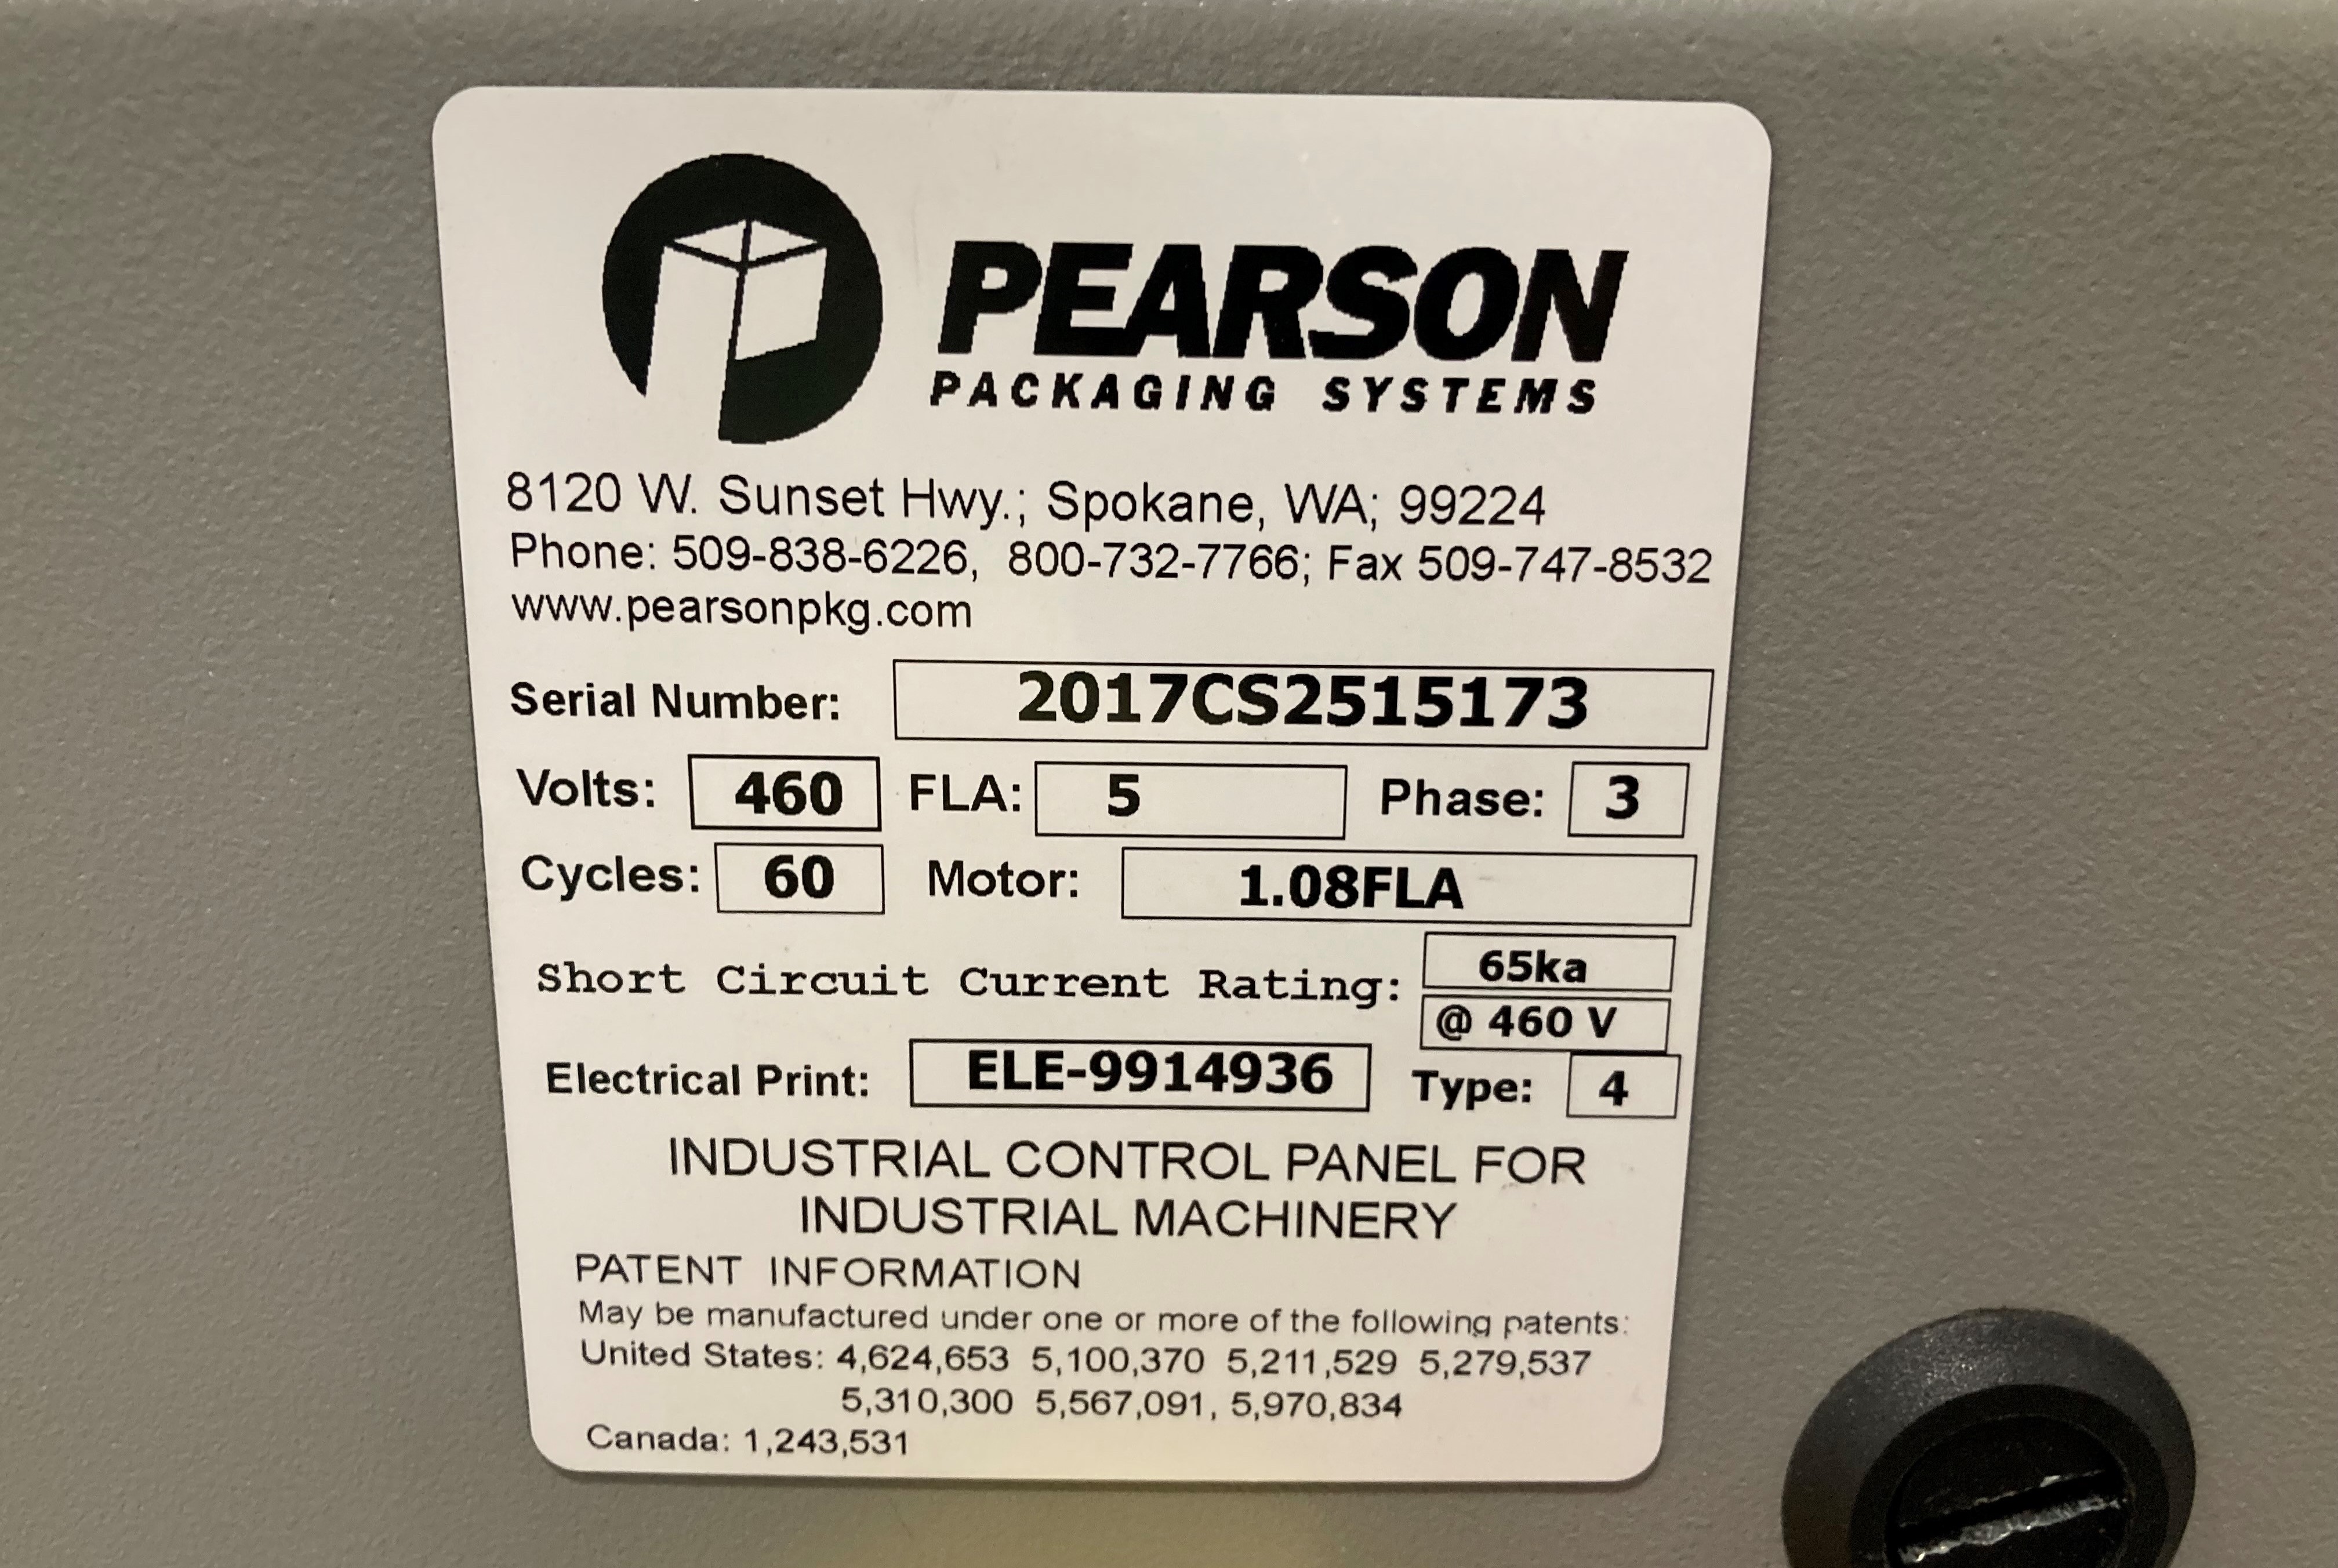 PEARSON
PACKAGING SYSTEMS
8120 W. Sunset Hwy.; Spokane, WA; 99224
Phone: 509-838-6226, 800-732-7766; Fax 509-747-8532
www.pearsonpkg.com
Serial Number: 2017CS2515173
Volts: 460 FLA: 5 Phase: 3
Cycles: 60 Motor: 1.08FLA
Short Circuit Current Rating: 65ka
@ 460 V
Electrical Print: ELE-9914936 Type: 4
INDUSTRIAL CONTROL PANEL FOR
INDUSTRIAL MACHINERY
PATENT INFORMATION
May be manufactured under one or more of the following patents:
United States: 4,624,653 5,100,370 5,211,529 5,279,537
5,310,300 5,567,091, 5,970,834
Canada: 1,243,531